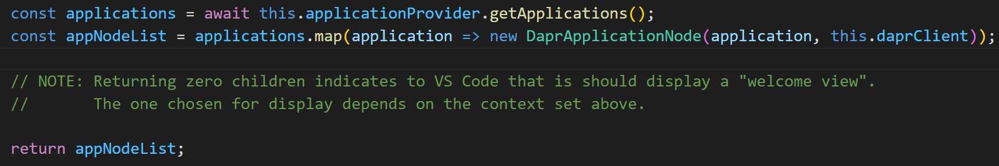 const applications = await this.applicationProvider.getApplications();
const appNodeList = applications.map(application => new DaprApplicationNode(application, this.daprClient));
// NOTE: Returning zero children indicates to VS Code that is should display a "welcome view".
//       The one chosen for display depends on the context set above.
return appNodeList;